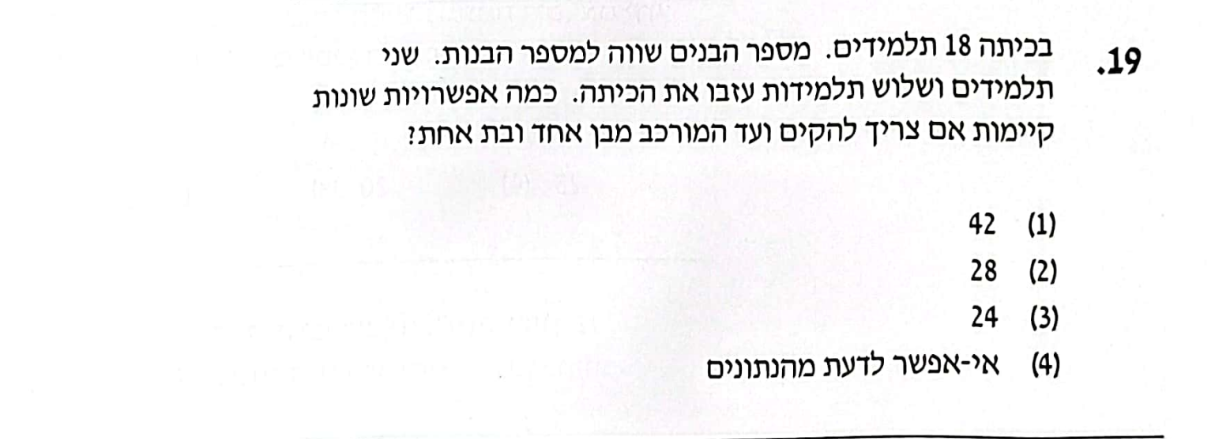 19. בכיתה 18 תלמידים. מספר הבנים שווה למספר הבנות. שני
תלמידים ושלוש תלמידות עזבו את הכיתה. כמה אפשרויות שונות
קיימות אם צריך להקים ועד המורכב מבן אחד ובת אחת?
(1) 42
(2) 28
(3) 24
(4) אי-אפשר לדעת מהנתונים